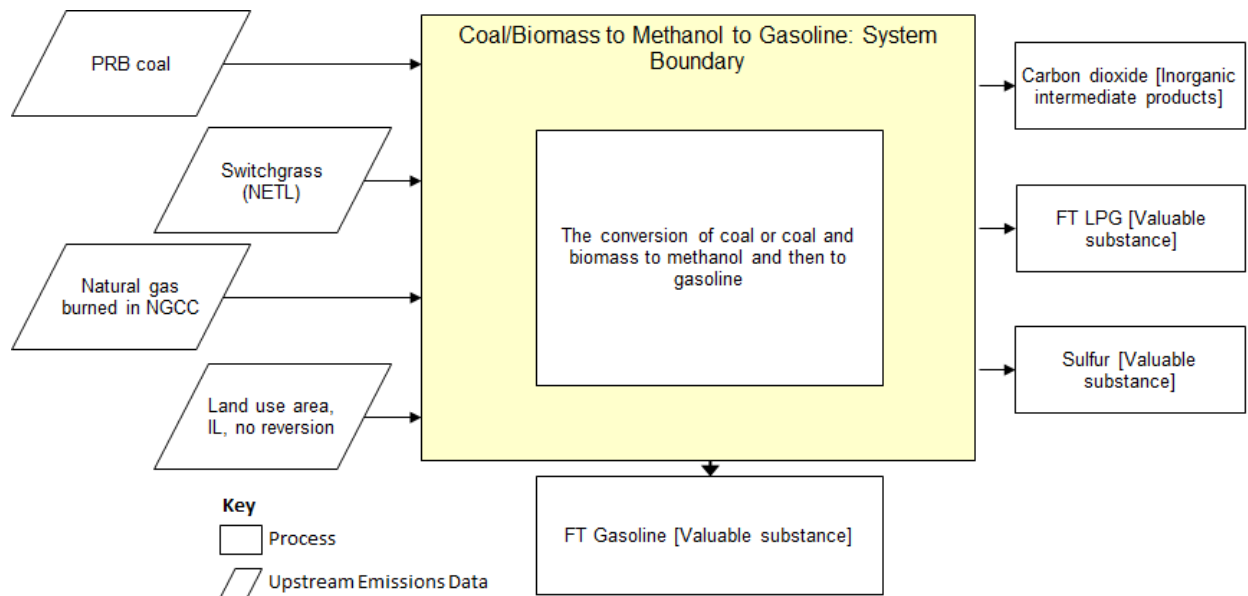 Coal/Biomass to Methanol to Gasoline: System
Boundary
PRB coal
Switchgrass
(NETL)
Natural gas
burned in NGCC
Land use area,
IL, no reversion
The conversion of coal or coal and
biomass to methanol and then to
gasoline
Carbon dioxide [Inorganic
intermediate products]
FT LPG [Valuable
substance]
Sulfur [Valuable
substance]
FT Gasoline [Valuable substance]
Key
Process
Upstream Emissions Data